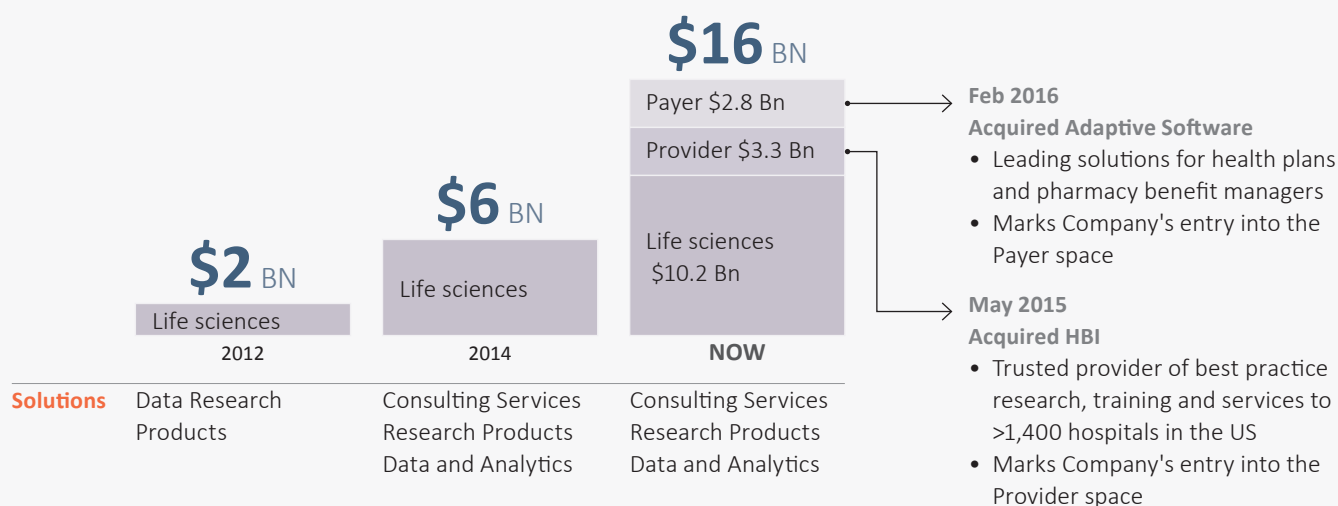 $16 BN
Payer $2.8 Bn
Provider $3.3 Bn
Life sciences
$10.2 Bn
NOW
$6 BN
Life sciences
2014
$2 BN
Life sciences
2012
Solutions
Data Research
Products
Consulting Services
Research Products
Data and Analytics
Consulting Services
Research Products
Data and Analytics
Feb 2016
Acquired Adaptive Software
• Leading solutions for health plans
and pharmacy benefit managers
• Marks Company's entry into the
Payer space
May 2015
Acquired HBI
• Trusted provider of best practice
research, training and services to
>1,400 hospitals in the US
• Marks Company's entry into the
Provider space